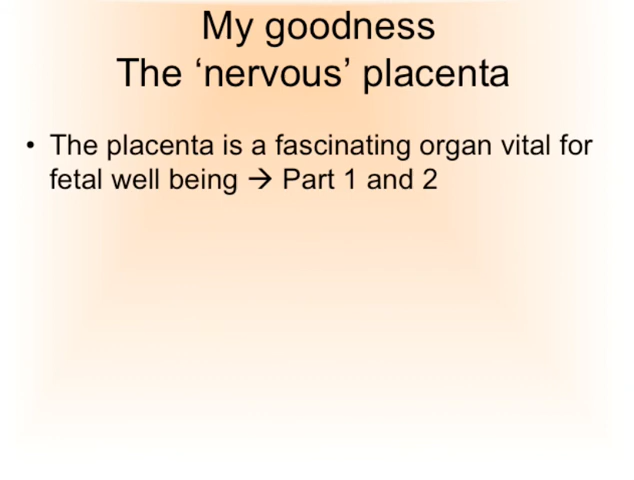 My goodness
The ‘nervous’ placenta
• The placenta is a fascinating organ vital for
fetal well being → Part 1 and 2